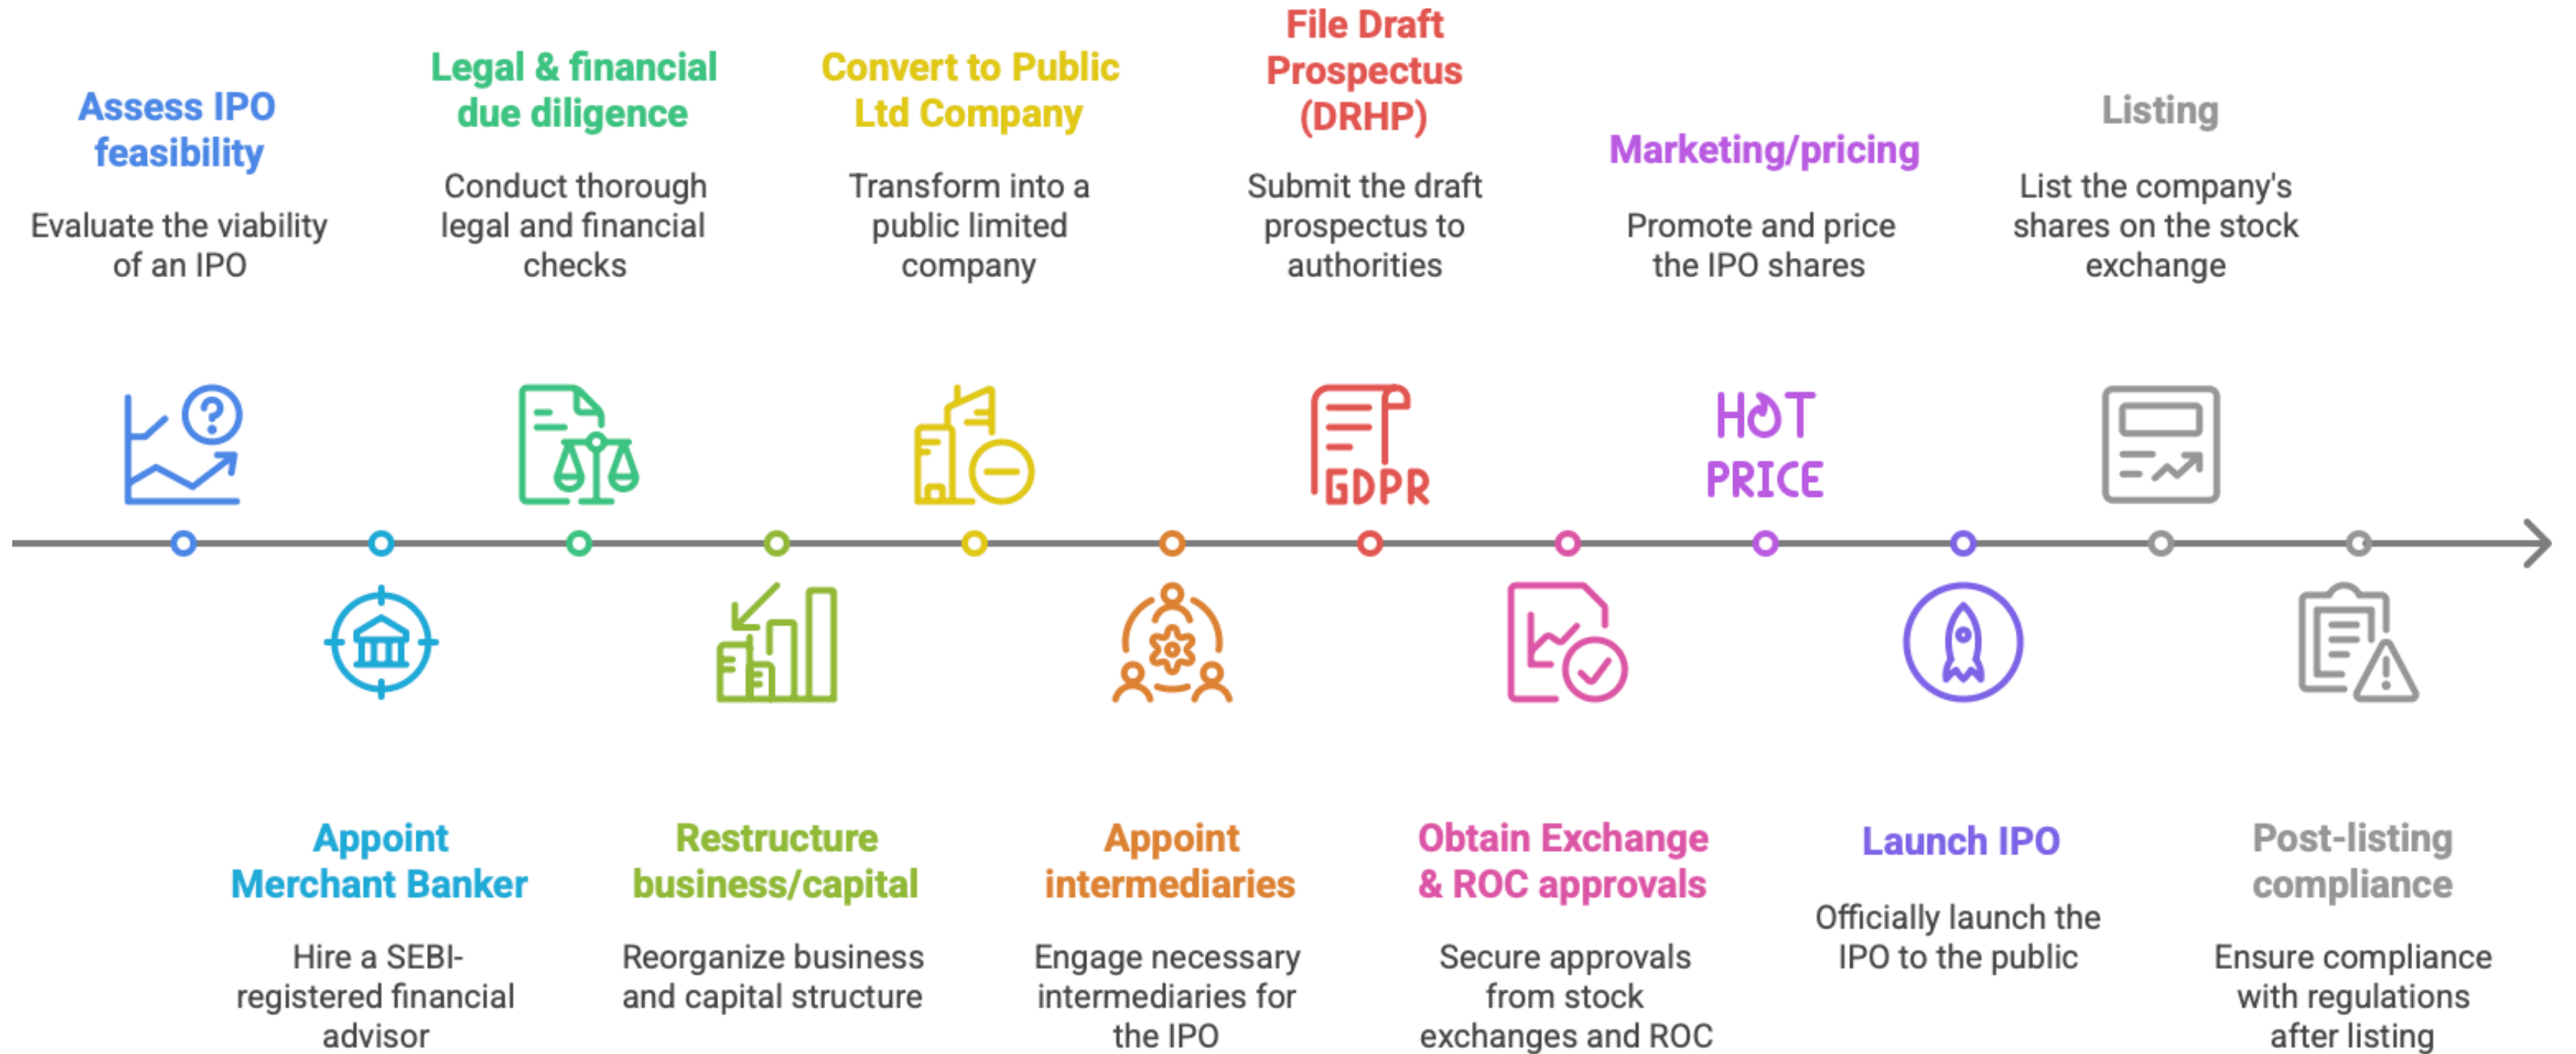 Assess IPO
feasibility
Evaluate the viability
of an IPO
Appoint
Merchant Banker
Hire a SEBI-
registered financial
advisor
Legal & financial
due diligence
Conduct thorough
legal and financial
checks
Restructure
business/capital
Reorganize business
and capital structure
Convert to Public
Ltd Company
Transform into a
public limited
company
Appoint
intermediaries
Engage necessary
intermediaries for
the IPO
File Draft
Prospectus
(DRHP)
Submit the draft
prospectus to
authorities
GDPR
Obtain Exchange
& ROC approvals
Secure approvals
from stock
exchanges and ROC
Marketing/pricing
Promote and price
the IPO shares
HOT
PRICE
Launch IPO
Officially launch the
IPO to the public
Listing
List the company's
shares on the stock
exchange
Post-listing
compliance
Ensure compliance
with regulations
after listing